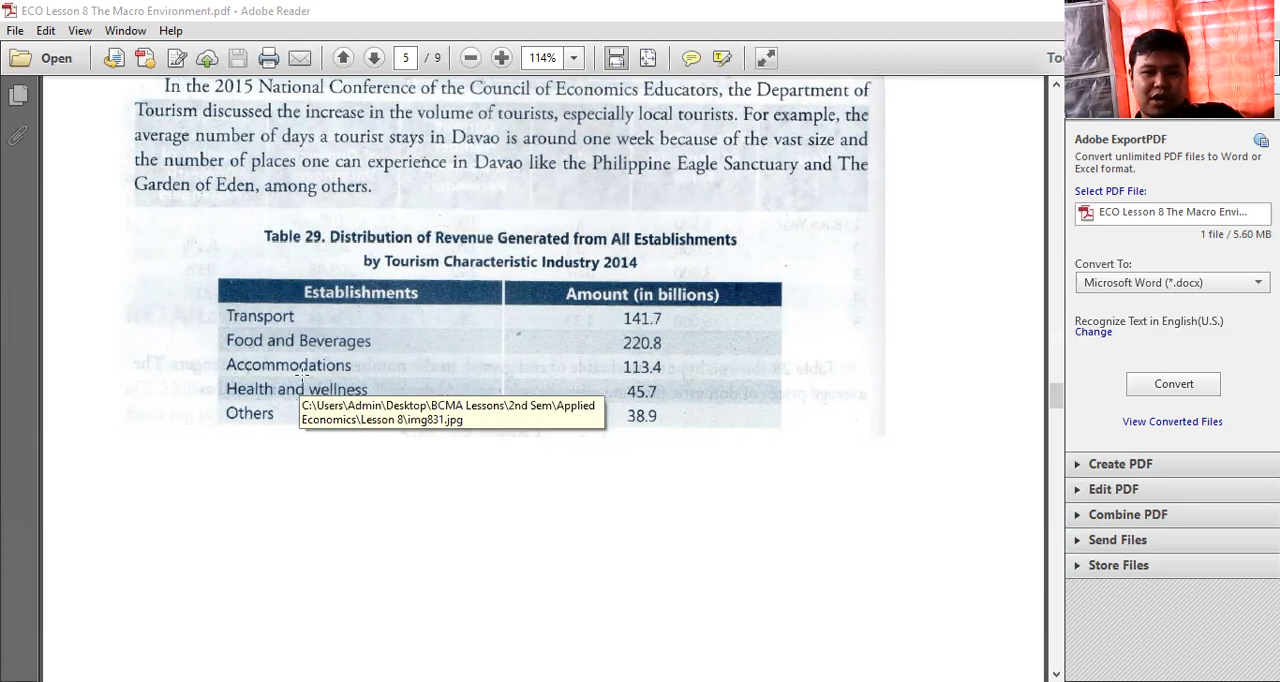 ECO Lesson 8 The Macro Environment.pdf - Adobe Reader
File Edit View Window Help
Open 5 / 9 114% To
In the 2015 National Conference of the Council of Economics Educators, the Department of
Tourism discussed the increase in the volume of tourists, especially local tourists. For example, the
average number of days a tourist stays in Davao is around one week because of the vast size and
the number of places one can experience in Davao like the Philippine Eagle Sanctuary and The
Garden of Eden, among others.
Table 29. Distribution of Revenue Generated from All Establishments
by Tourism Characteristic Industry 2014
Establishments Amount (in billions)
Transport 141.7
Food and Beverages 220.8
Accommodations 113.4
Health and wellness 45.7
Others 38.9
C:\Users\Admin\Desktop\BCMA Lessons\2nd Sem\Applied
Economics\Lesson 8\img831.jpg
Adobe ExportPDF
Convert unlimited PDF files to Word or
Excel format.
Select PDF File:
ECO Lesson 8 The Macro Envi...
1 file / 5.60 MB
Convert To:
Microsoft Word (*.docx)
Recognize Text in English(U.S.)
Change
Convert
View Converted Files
Create PDF
Edit PDF
Combine PDF
Send Files
Store Files